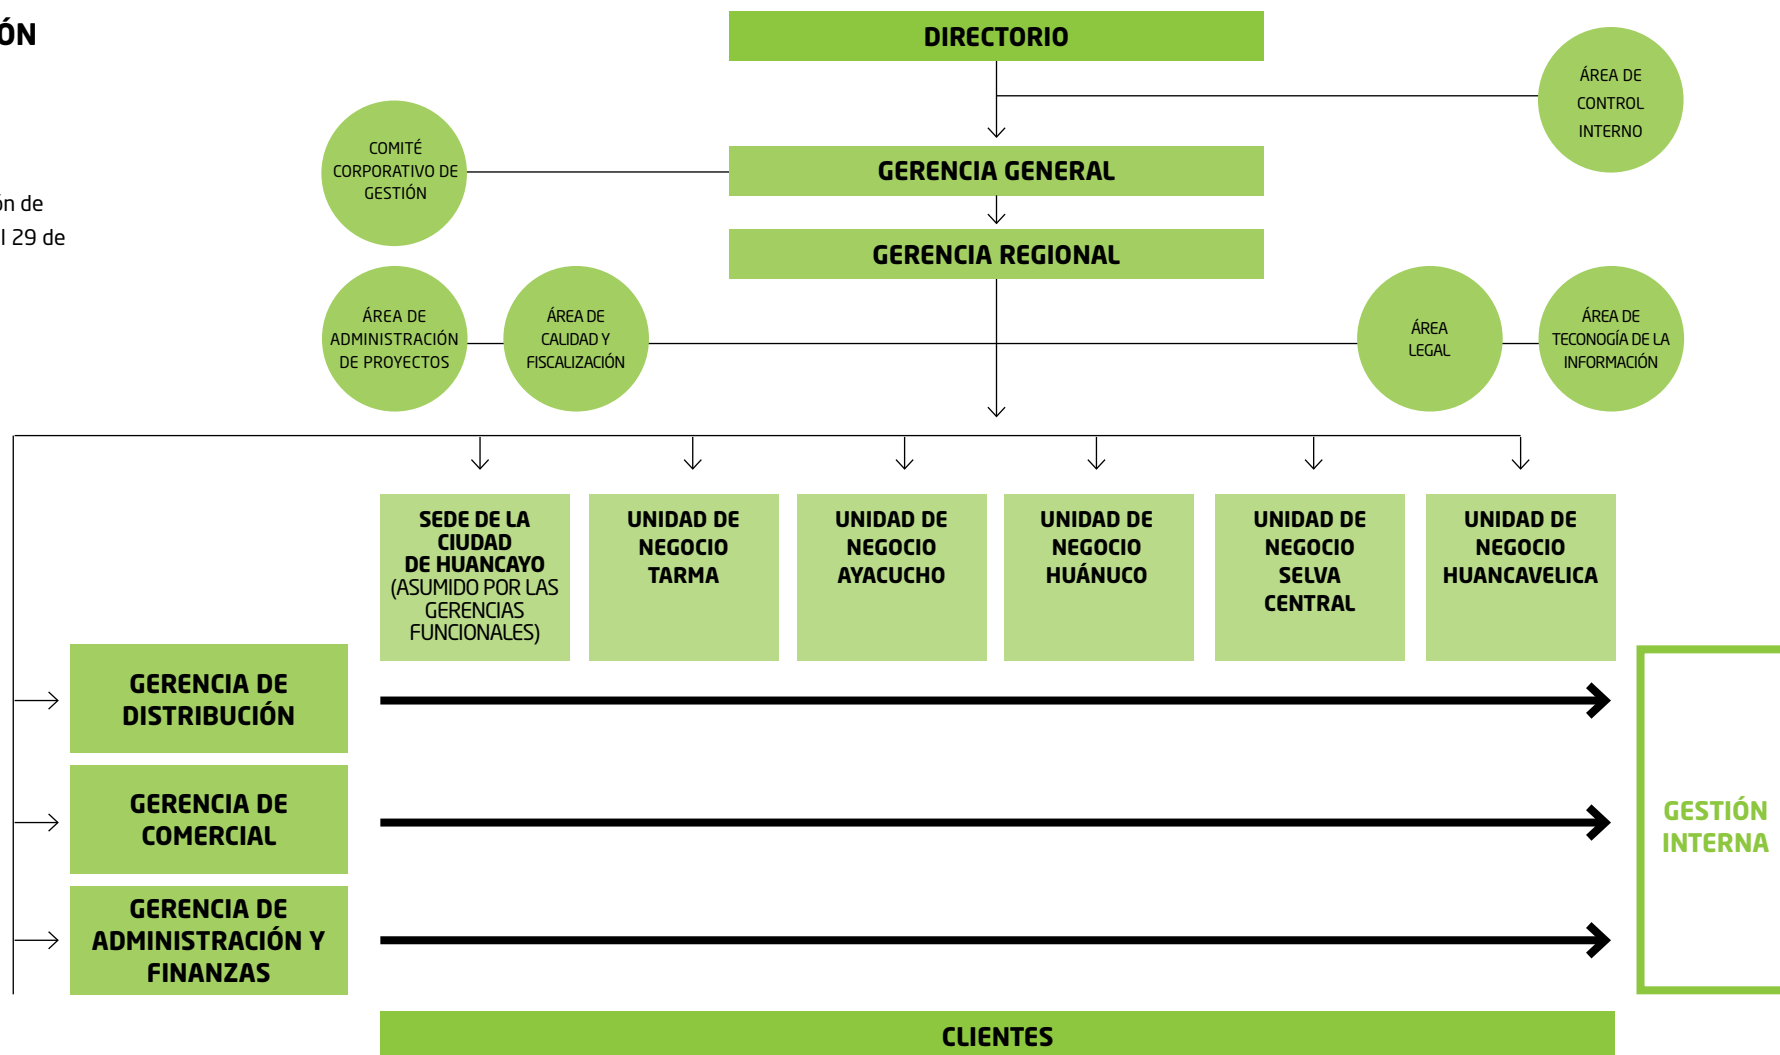 ÓN
ón de
l 29 de
DIRECTORIO
ÁREA DE
CONTROL
INTERNO
COMITÉ
CORPORATIVO DE
GESTIÓN
GERENCIA GENERAL
GERENCIA REGIONAL
ÁREA DE
ADMINISTRACIÓN
DE PROYECTOS
ÁREA DE
CALIDAD Y
FISCALIZACIÓN
ÁREA
LEGAL
ÁREA DE
TECONOGÍA DE LA
INFORMACIÓN
SEDE DE LA
CIUDAD
DE HUANCAYO
(ASUMIDO POR LAS
GERENCIAS
FUNCIONALES)
UNIDAD DE
NEGOCIO
TARMA
UNIDAD DE
NEGOCIO
AYACUCHO
UNIDAD DE
NEGOCIO
HUÁNUCO
UNIDAD DE
NEGOCIO
SELVA
CENTRAL
UNIDAD DE
NEGOCIO
HUANCAVELICA
GERENCIA DE
DISTRIBUCIÓN
GERENCIA DE
COMERCIAL
GERENCIA DE
ADMINISTRACIÓN Y
FINANZAS
GESTIÓN
INTERNA
CLIENTES